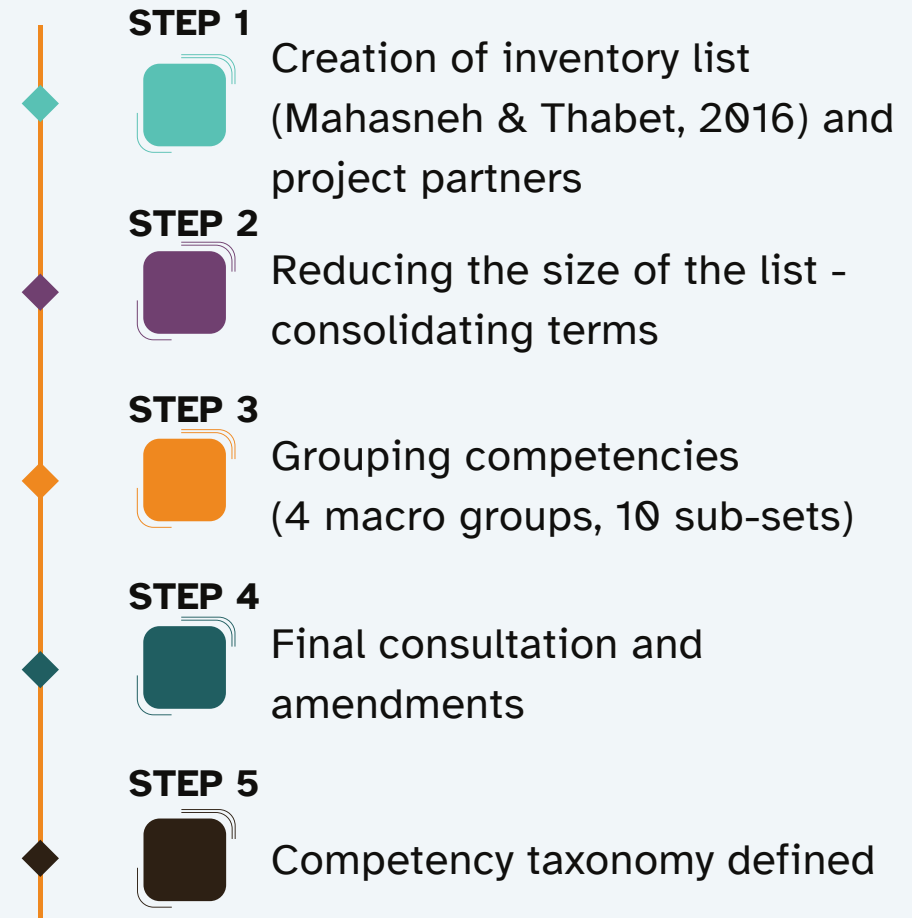 STEP 1
Creation of inventory list
(Mahasneh & Thabet, 2016) and
project partners
STEP 2
Reducing the size of the list -
consolidating terms
STEP 3
Grouping competencies
(4 macro groups, 10 sub-sets)
STEP 4
Final consultation and
amendments
STEP 5
Competency taxonomy defined